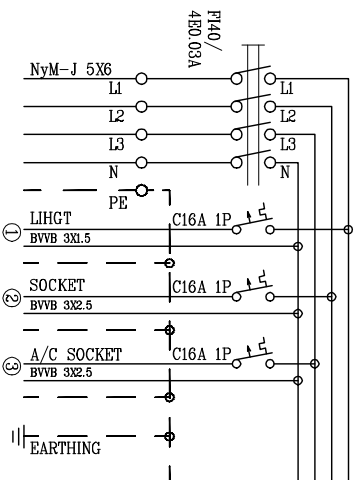 FI40/
4E0.03A
NyM-J 5X6
L1 L1
L2 L2
L3 L3
N N
PE
LIHGT C16A 1P
1
BVVB 3X1.5
SOCKET C16A 1P
2
BVVB 3X2.5
A/C SOCKET C16A 1P
3
BVVB 3X2.5
EARTHING